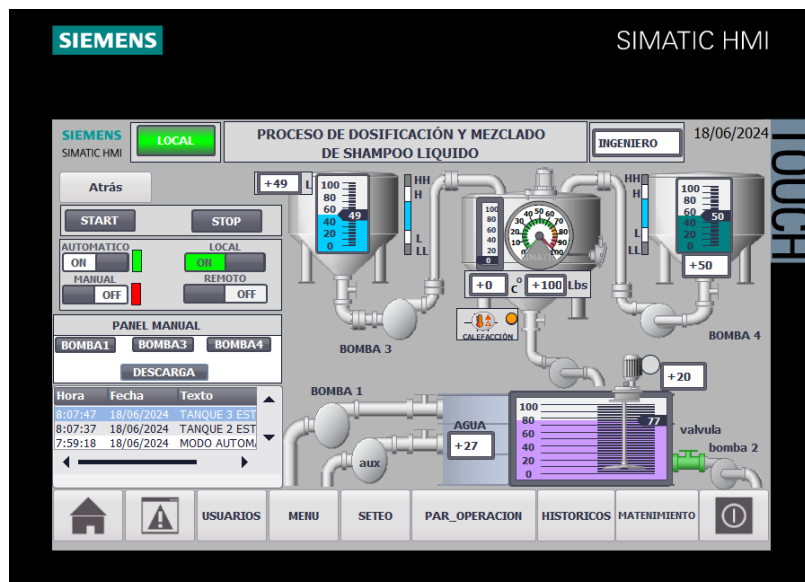 SIEMENS
SIMATIC HMI
TOUCH
SIEMENS
SIMATIC HMI
LOCAL
PROCESO DE DOSIFICACIÓN Y MEZCLADO
DE SHAMPOO LIQUIDO
INGENIERO
18/06/2024
Atrás
START
STOP
AUTOMATICO
ON
LOCAL
ON
MANUAL
OFF
REMOTO
OFF
PANEL MANUAL
BOMBA1
BOMBA3
BOMBA4
DESCARGA
Hora Fecha Texto
8:07:47 18/06/2024 TANQUE 3 EST
8:07:37 18/06/2024 TANQUE 2 EST
7:59:18 18/06/2024 MODO AUTOMA
+49 L
100
80
60
40
20
0
49
HH
H
L
LL
BOMBA 3
100
80
60
40
20
0
0
10
20
30
40
50
60
70
80
90
100
SIMATIC
+0 °C
+100 Lbs
CALEFACCIÓN
HH
H
L
LL
100
80
60
40
20
0
50
+50
BOMBA 4
BOMBA 1
aux
AGUA
+27
100
80
60
40
20
0
77
+20
valvula
bomba 2
USUARIOS
MENU
SETEO
PAR_OPERACION
HISTORICOS
MATENIMIENTO